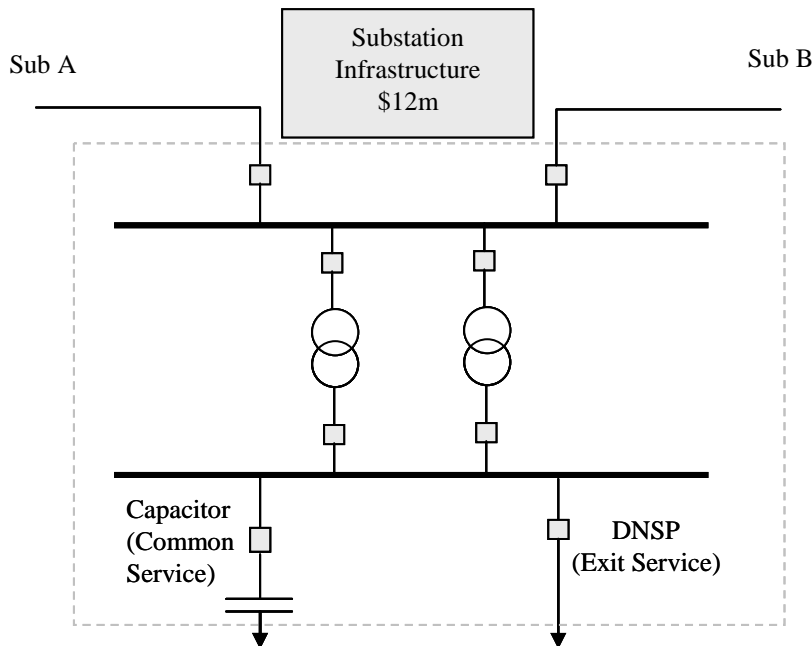 Substation
Infrastructure
$12m
Sub A
Sub B
Capacitor
(Common
Service)
DNSP
(Exit Service)